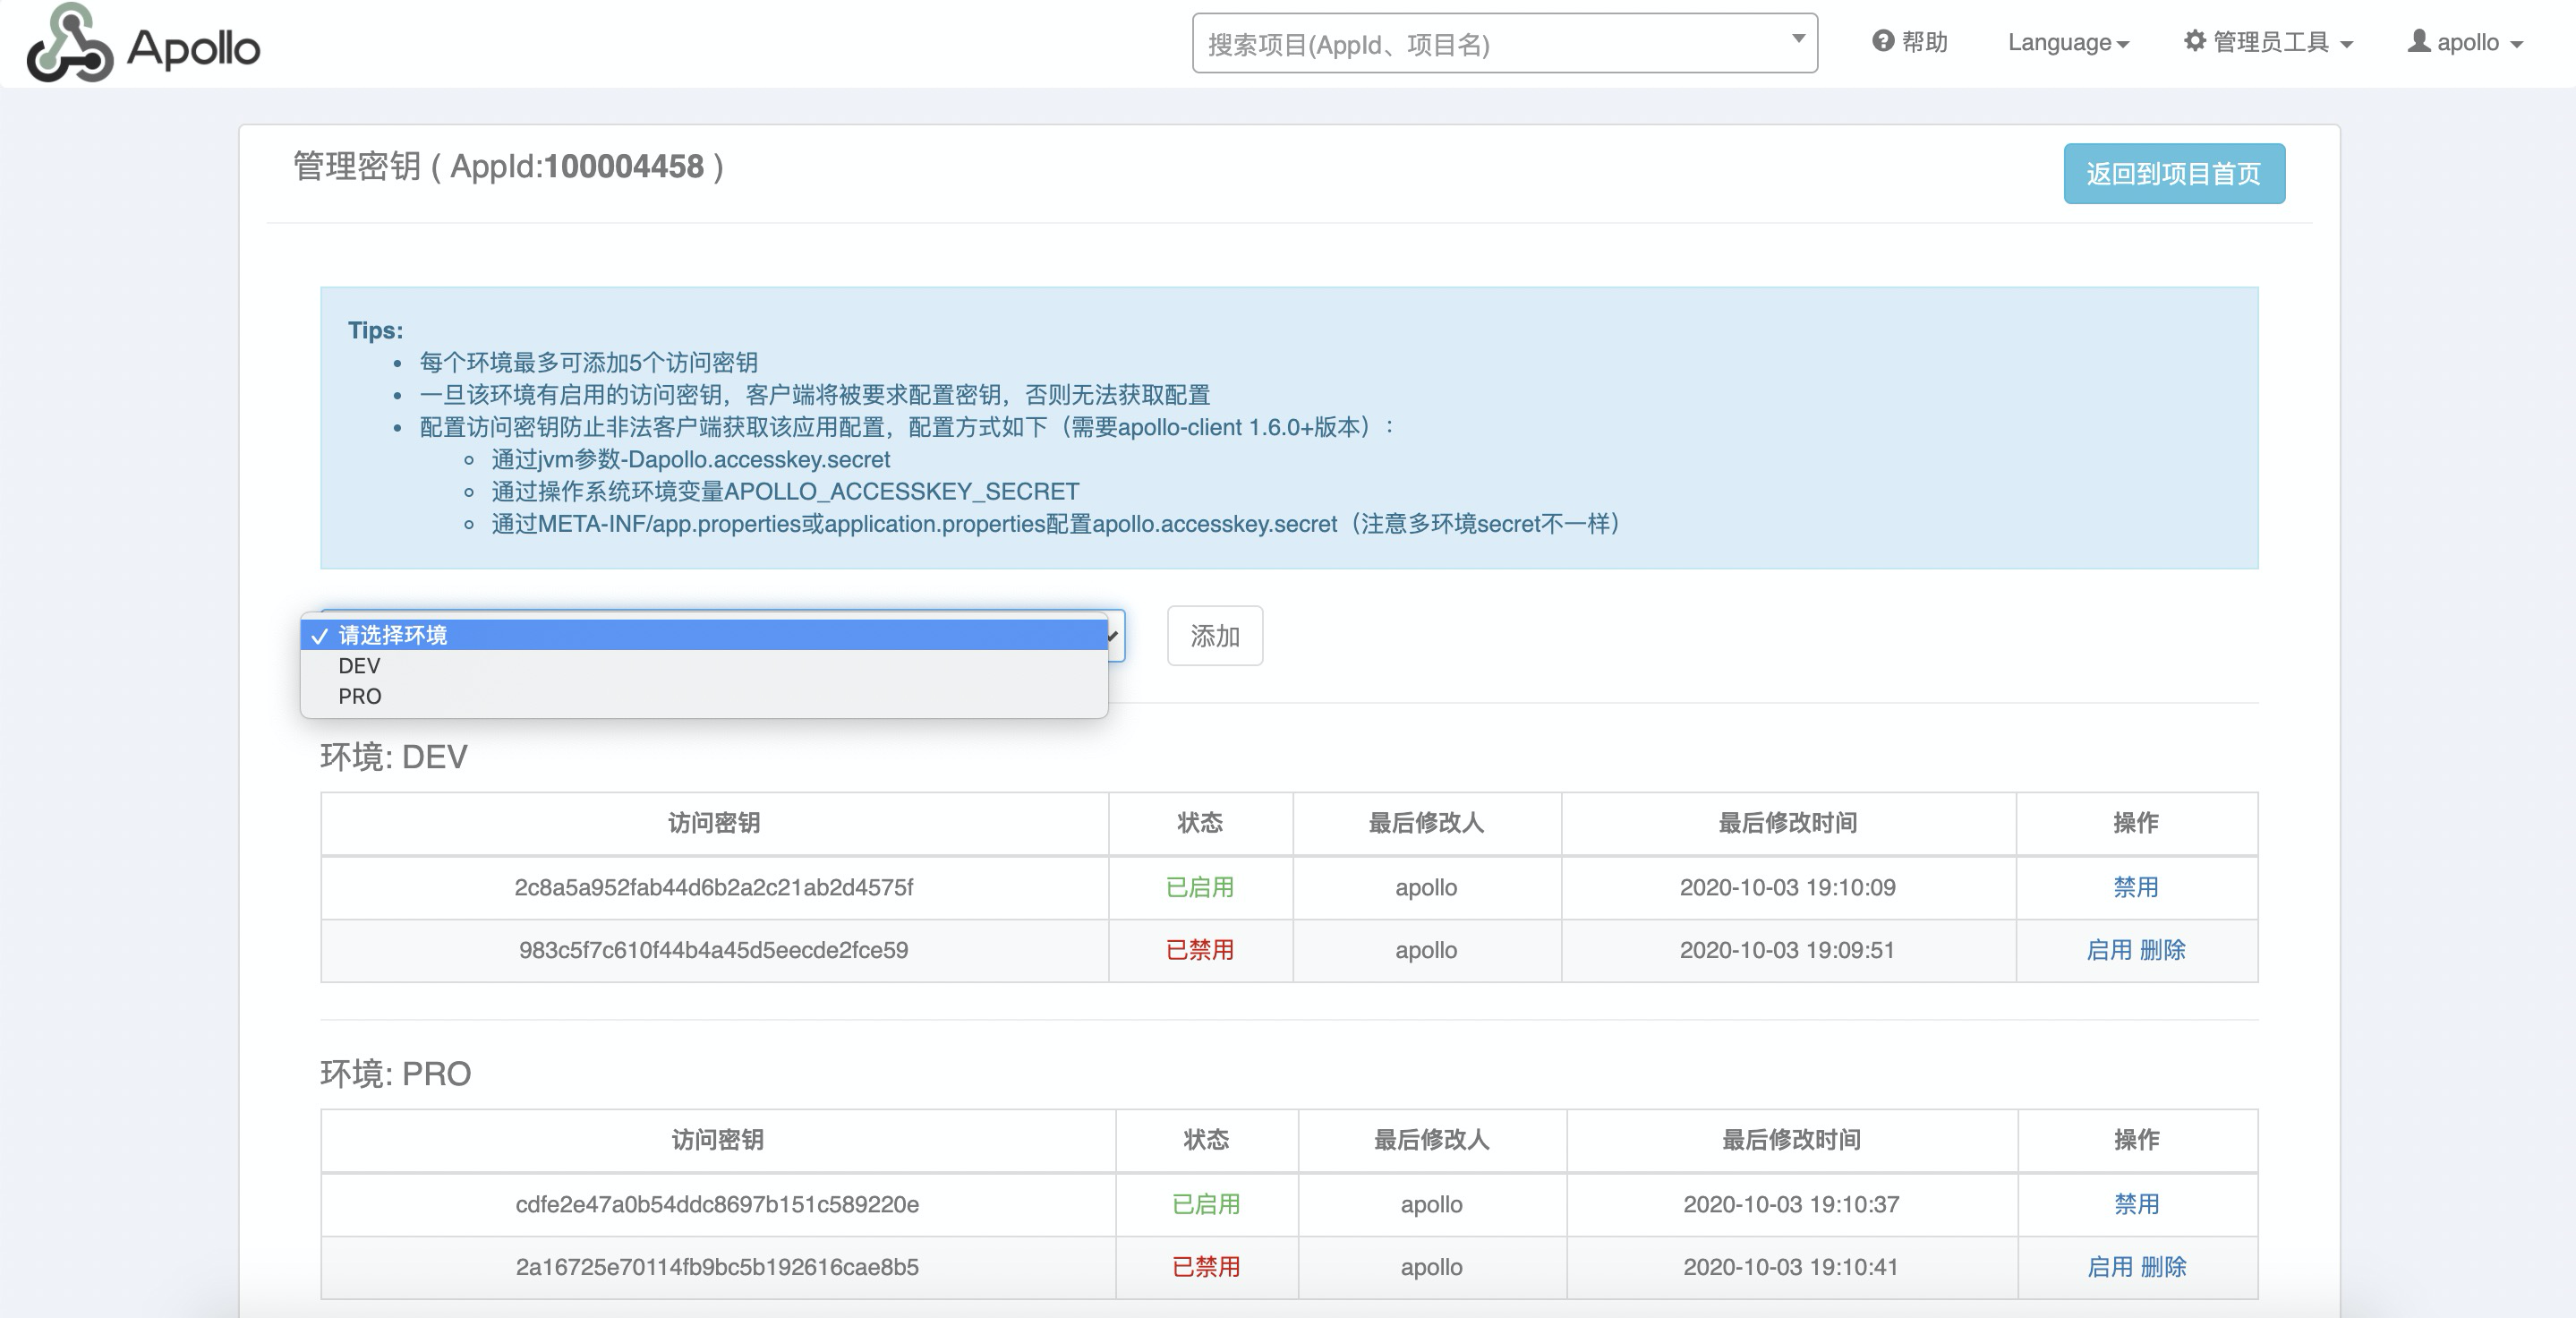 Apollo
搜索项目(AppId、项目名)
帮助
Language
管理员工具
apollo
管理密钥 ( AppId:100004458 )
返回到项目首页
Tips:
每个环境最多可添加5个访问密钥
一旦该环境有启用的访问密钥，客户端将被要求配置密钥，否则无法获取配置
配置访问密钥防止非法客户端获取该应用配置，配置方式如下（需要apollo-client 1.6.0+版本）：
通过jvm参数-Dapollo.accesskey.secret
通过操作系统环境变量APOLLO_ACCESSKEY_SECRET
通过META-INF/app.properties或application.properties配置apollo.accesskey.secret（注意多环境secret不一样）
请选择环境
DEV
PRO
添加
环境: DEV
访问密钥 状态 最后修改人 最后修改时间 操作
2c8a5a952fab44d6b2a2c21ab2d4575f 已启用 apollo 2020-10-03 19:10:09 禁用
983c5f7c610f44b4a45d5eecde2fce59 已禁用 apollo 2020-10-03 19:09:51 启用 删除
环境: PRO
访问密钥 状态 最后修改人 最后修改时间 操作
cdfe2e47a0b54ddc8697b151c589220e 已启用 apollo 2020-10-03 19:10:37 禁用
2a16725e70114fb9bc5b192616cae8b5 已禁用 apollo 2020-10-03 19:10:41 启用 删除